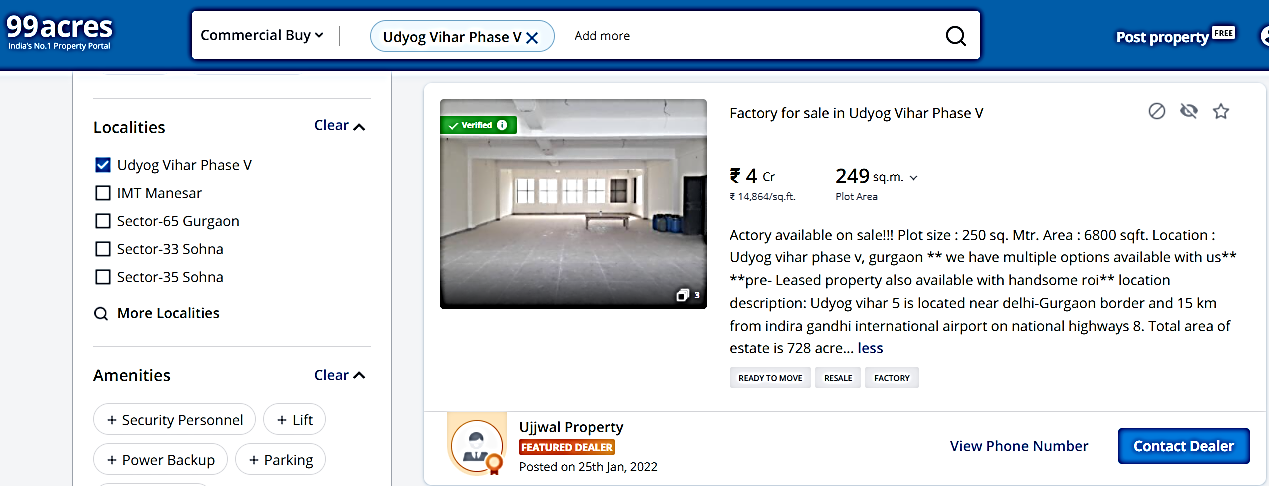 99acres
India's No.1 Property Portal
Commercial Buy
Udyog Vihar Phase V
Add more
Post property FREE
Localities
Clear
Udyog Vihar Phase V
IMT Manesar
Sector-65 Gurgaon
Sector-33 Sohna
Sector-35 Sohna
More Localities
Amenities
Clear
+ Security Personnel
+ Lift
+ Power Backup
+ Parking
Verified
3
Factory for sale in Udyog Vihar Phase V
₹ 4 Cr
₹ 14,864/sq.ft.
249 sq.m.
Plot Area
Actory available on sale!!! Plot size : 250 sq. Mtr. Area : 6800 sqft. Location :
Udyog vihar phase v, gurgaon ** we have multiple options available with us**
**pre- Leased property also available with handsome roi** location
description: Udyog vihar 5 is located near delhi-Gurgaon border and 15 km
from indira gandhi international airport on national highways 8. Total area of
estate is 728 acre... less
READY TO MOVE
RESALE
FACTORY
Ujjwal Property
FEATURED DEALER
Posted on 25th Jan, 2022
View Phone Number
Contact Dealer